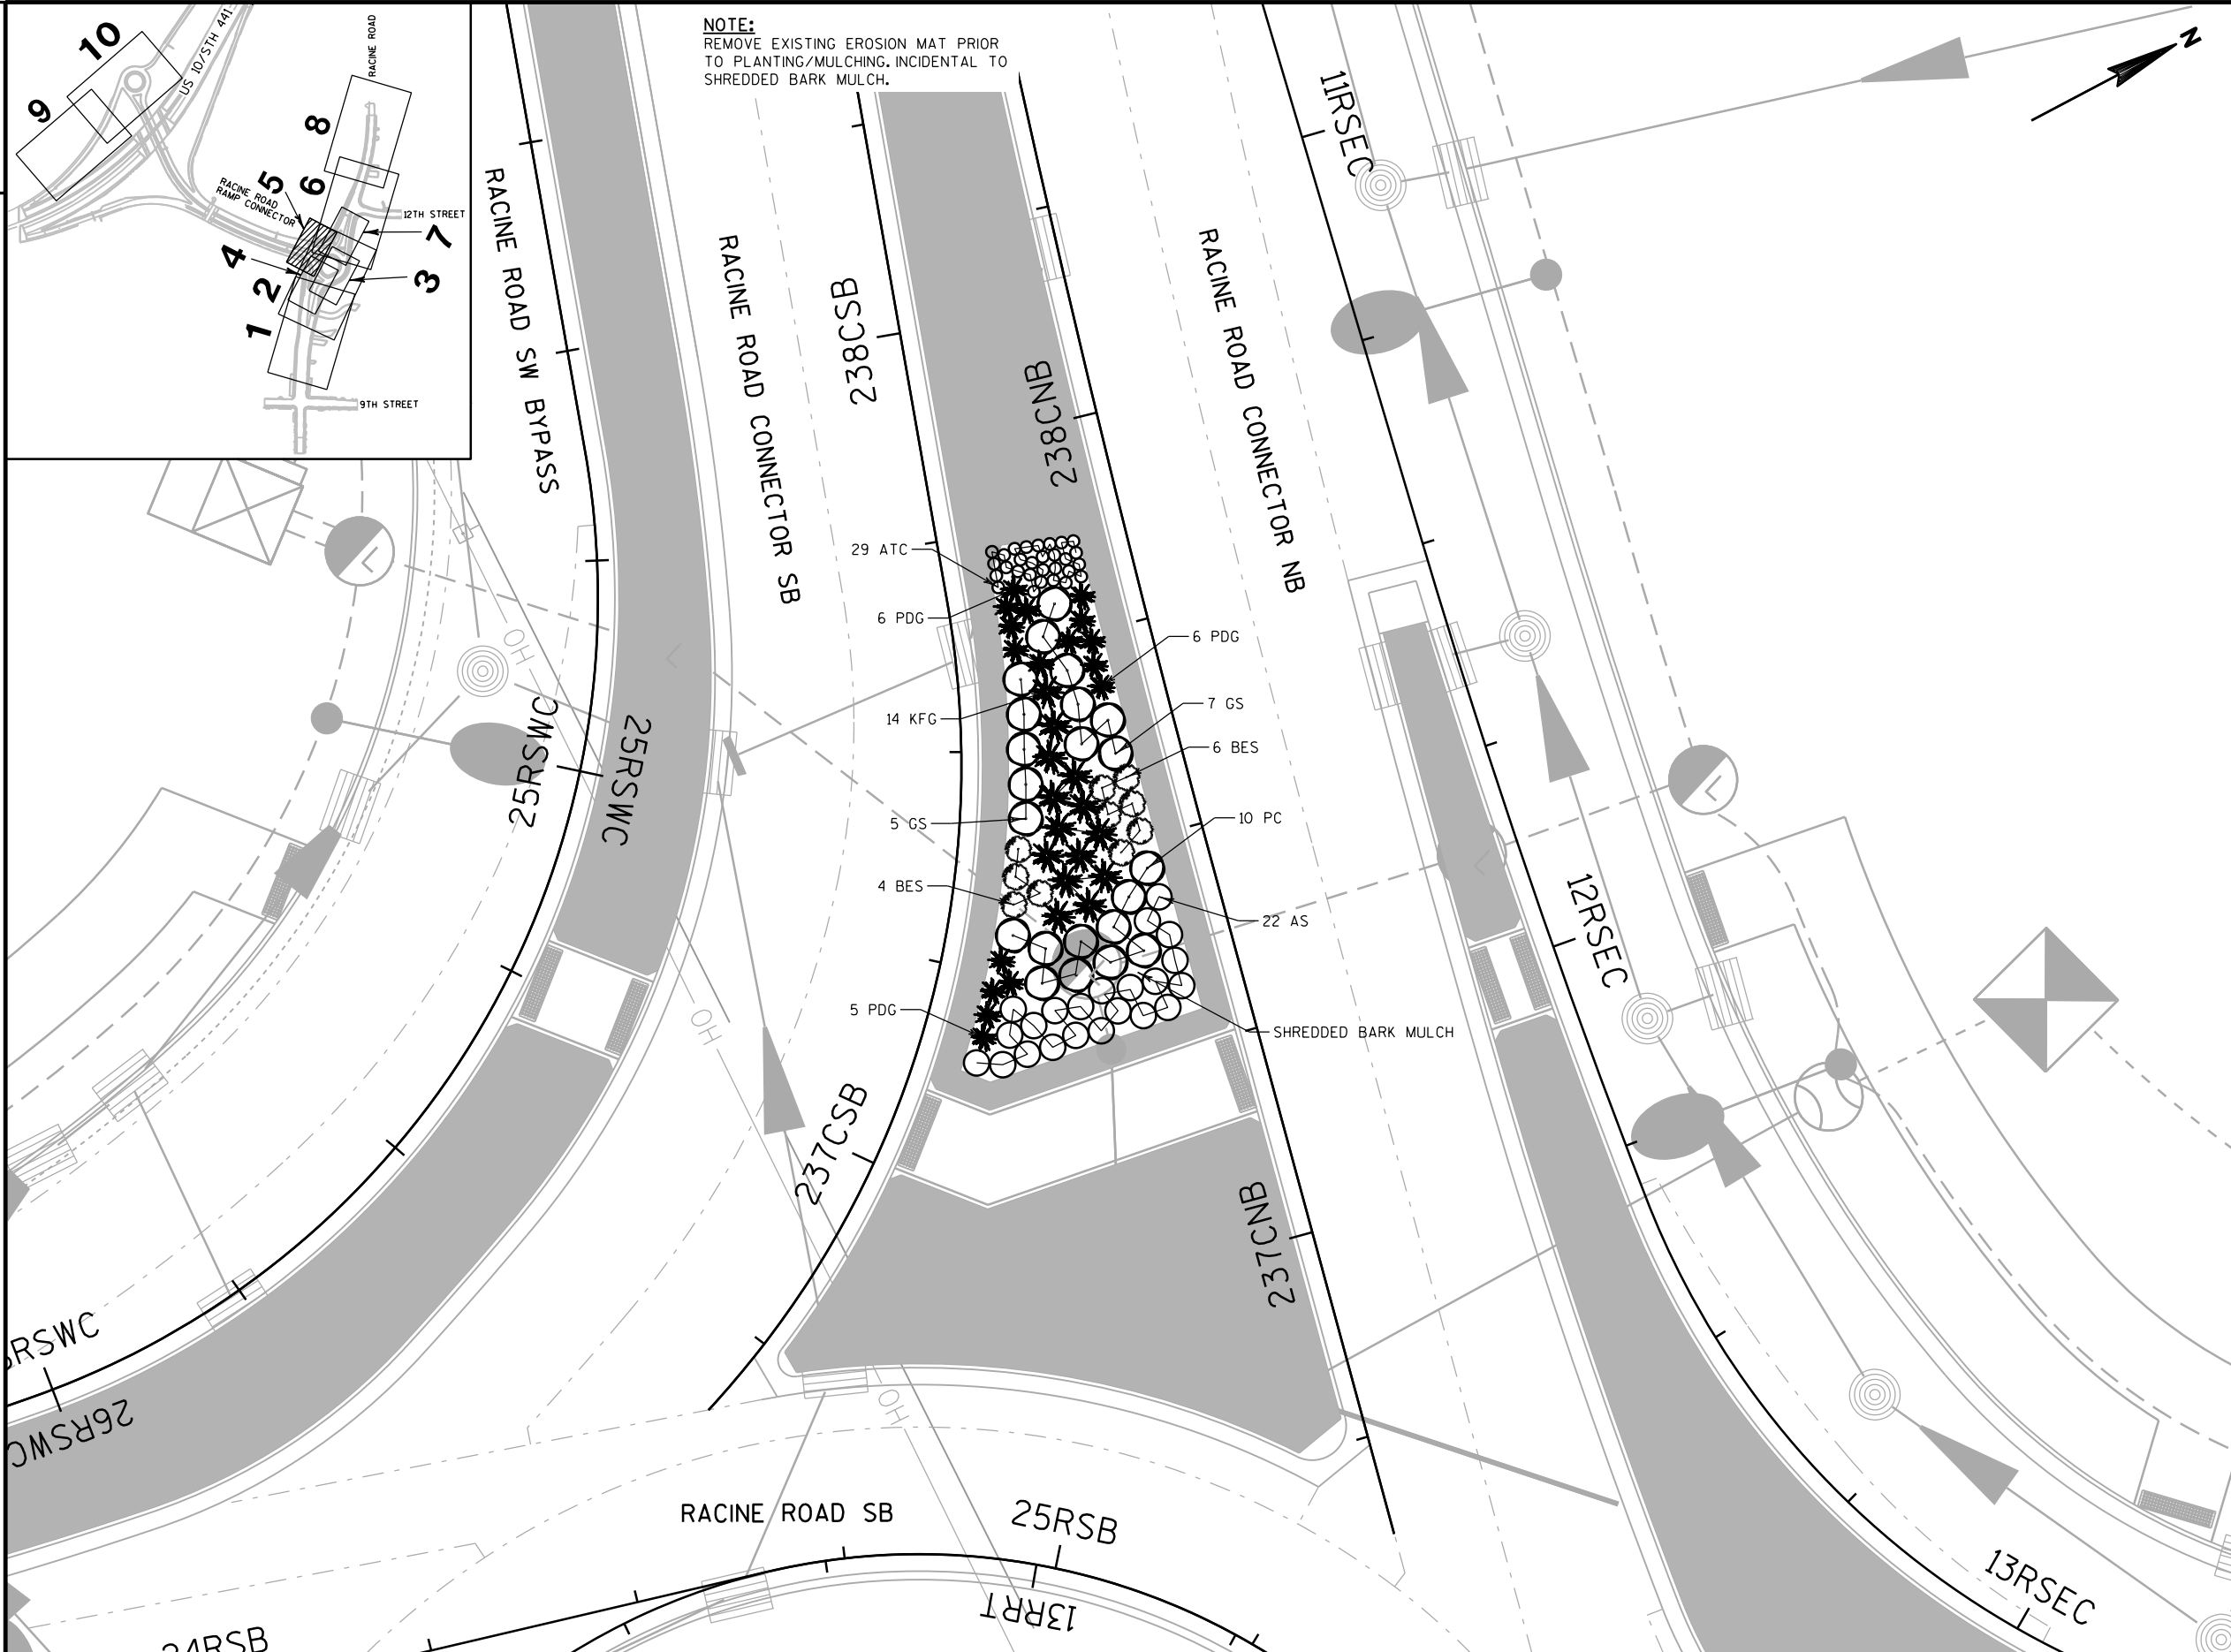 NOTE:
REMOVE EXISTING EROSION MAT PRIOR
TO PLANTING/MULCHING. INCIDENTAL TO
SHREDDED BARK MULCH.
N
10
9
US 10/STH 441
RACINE ROAD
8
5
6
RACINE ROAD
RAMP CONNECTOR
12TH STREET
7
4
3
2
1
9TH STREET
RACINE ROAD SW BYPASS
RACINE ROAD CONNECTOR SB
238CSB
238CNB
RACINE ROAD CONNECTOR NB
11RSEC
29 ATC
6 PDG
6 PDG
14 KFG
7 GS
6 BES
5 GS
10 PC
4 BES
22 AS
5 PDG
SHREDDED BARK MULCH
OH
25RSWC
25RSWC
OH
12RSEC
237CSB
237CNB
RSWC
26RSWC
OH
RACINE ROAD SB
25RSB
13RRT
24RSB
13RSEC